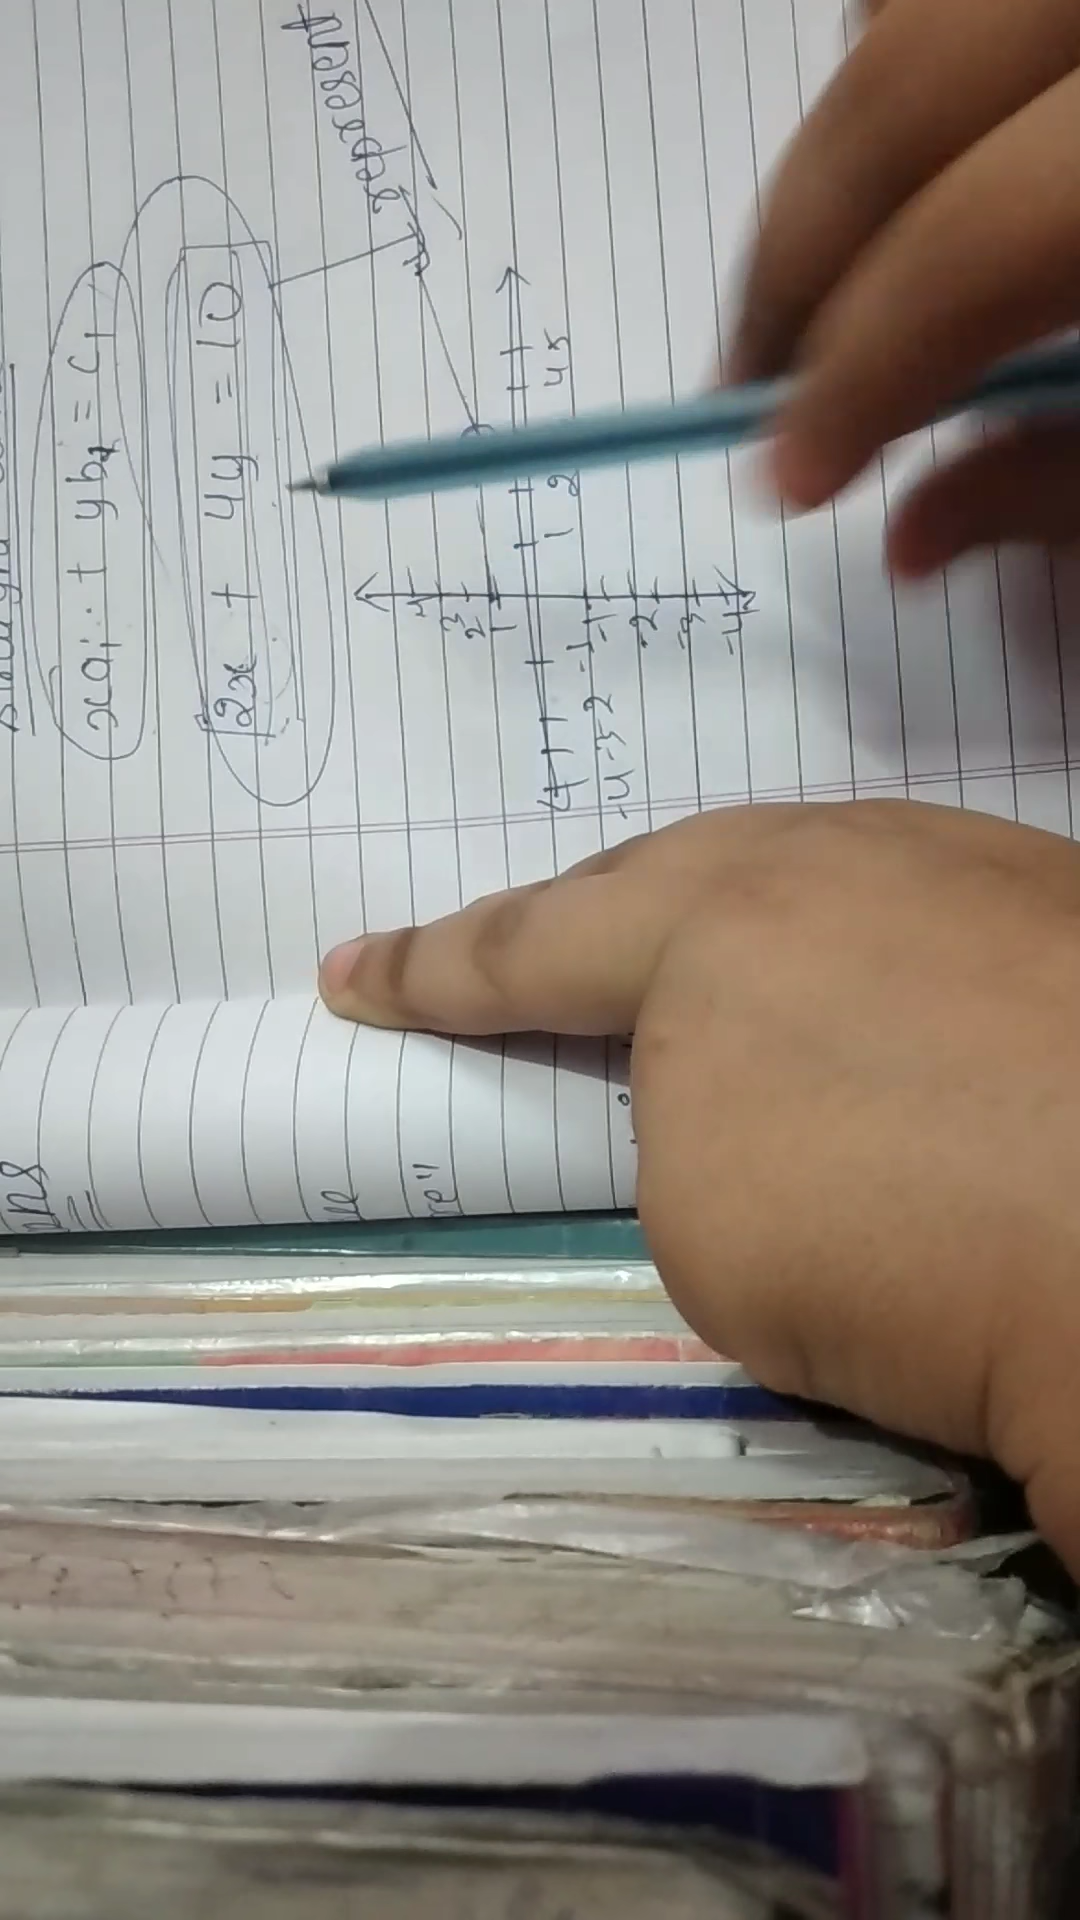 xa1 + yb1 = c1
2x + 4y = 10
represent
4
3
2
1
-4 -3 -2 -1 1 2 4 5
-1
-2
-3
-4
ans